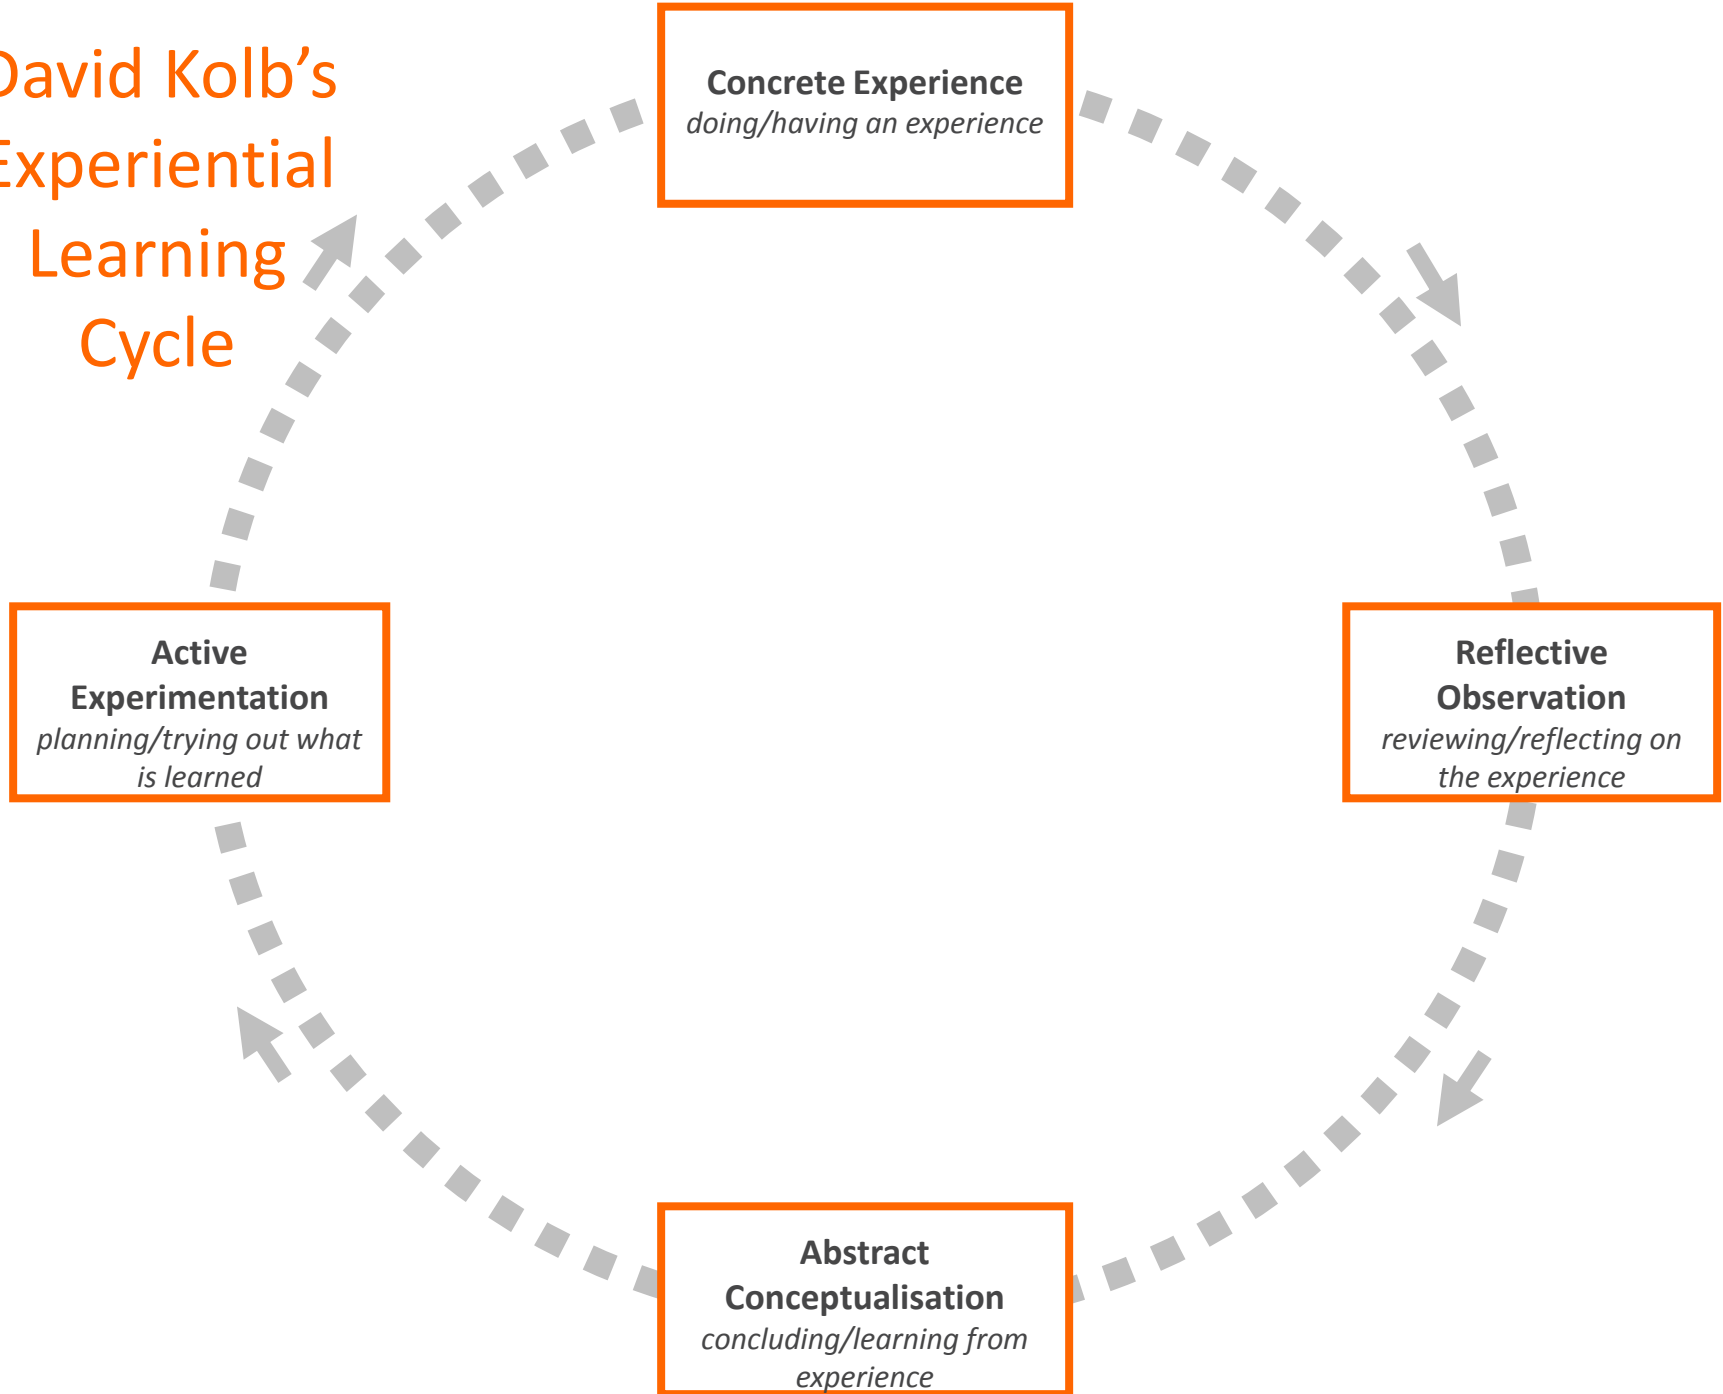 David Kolb's
Experiential
Learning
Cycle
Concrete Experience
doing/having an experience
Reflective
Observation
reviewing/reflecting on
the experience
Abstract
Conceptualisation
concluding/learning from
experience
Active
Experimentation
planning/trying out what
is learned